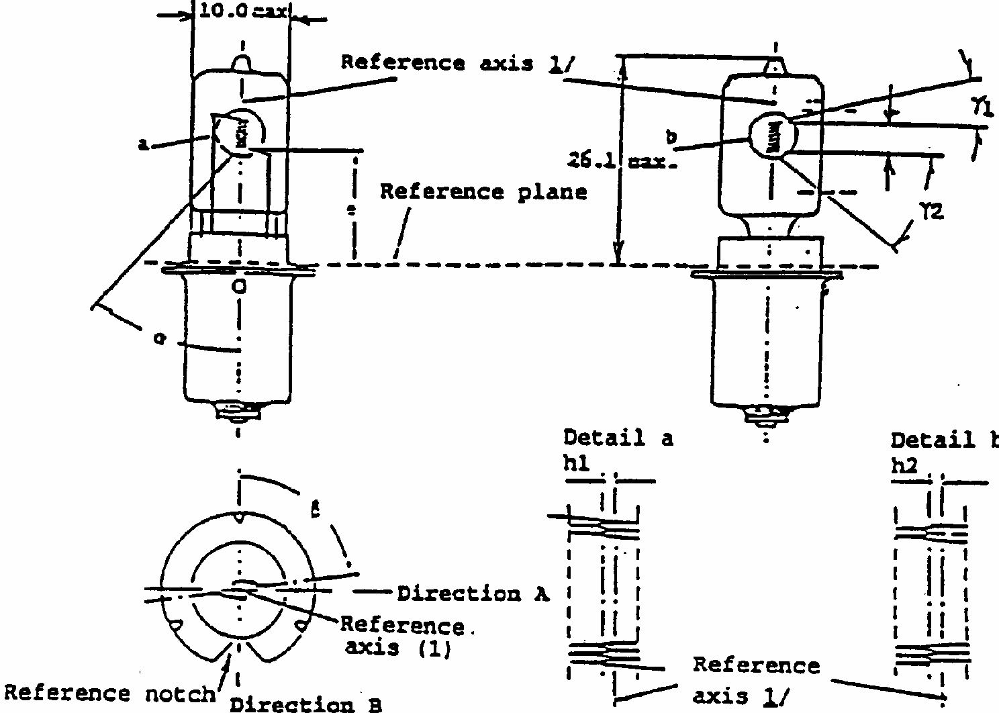 10.0 max
Reference axis 1/
a
b
26.1 max.
γ1
Reference plane
e
γ2
α
Detail a
h1
Detail b
h2
Direction A
Reference
axis (1)
Reference notch
Direction B
Reference
axis 1/